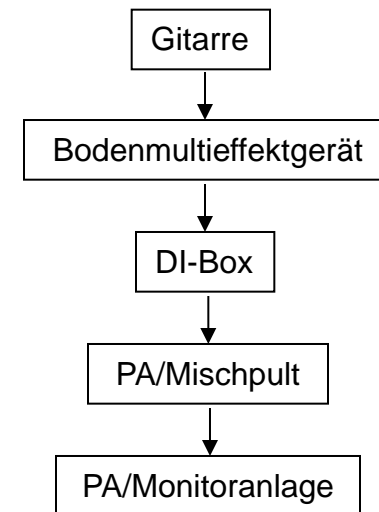 Gitarre
Bodenmultieffektgerät
DI-Box
PA/Mischpult
PA/Monitoranlage